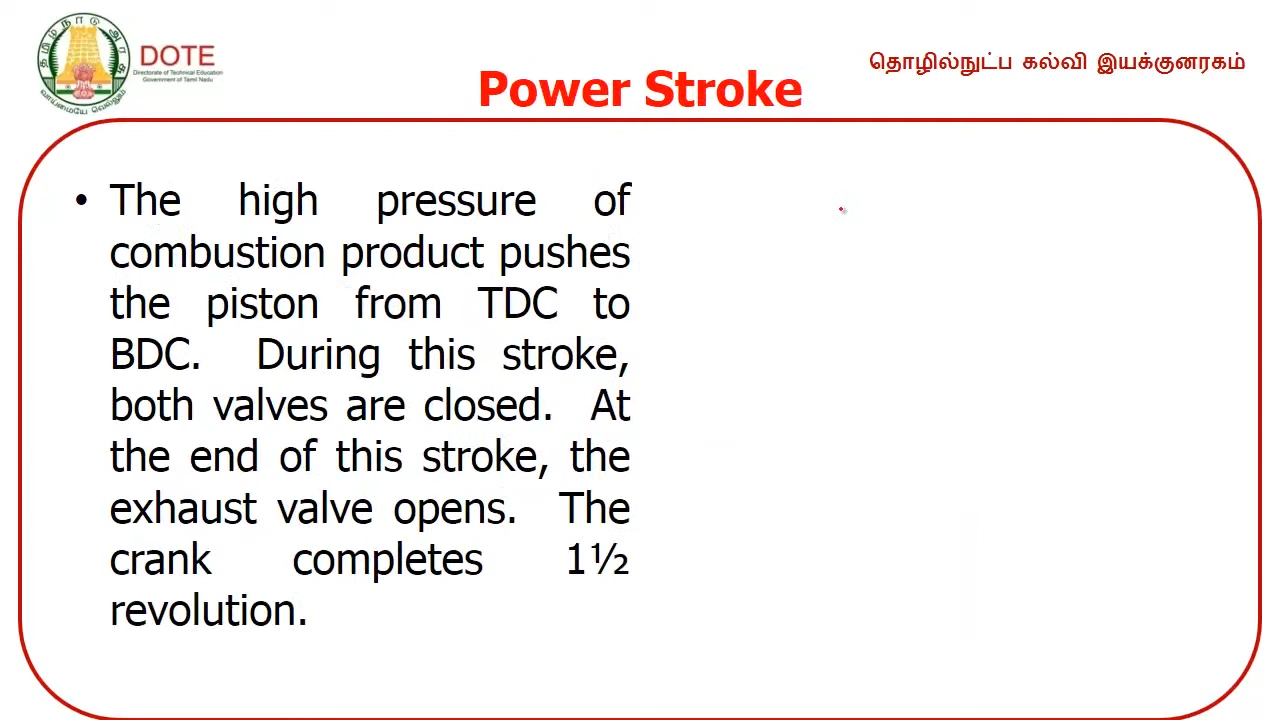 தமிழ்நாடு அரசு
வாய்மையே வெல்லும்
DOTE
Directorate of Technical Education
Government of Tamil Nadu
தொழில்நுட்ப கல்வி இயக்குனரகம்
Power Stroke
• The high pressure of
combustion product pushes
the piston from TDC to
BDC. During this stroke,
both valves are closed. At
the end of this stroke, the
exhaust valve opens. The
crank completes 1½
revolution.